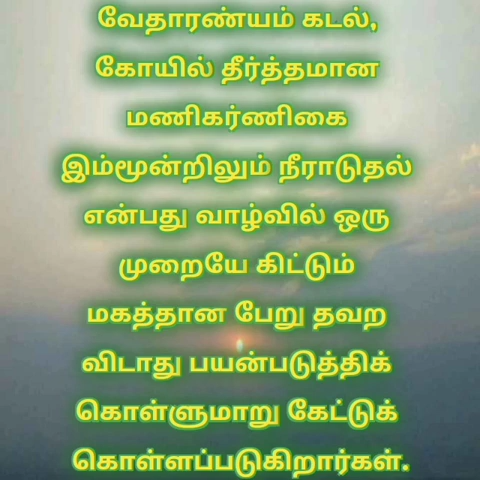 வேதாரண்யம் கடல்,
கோயில் தீர்த்தமான
மணிகர்ணிகை
இம்மூன்றிலும் நீராடுதல்
என்பது வாழ்வில் ஒரு
முறையே கிட்டும்
மகத்தான பேறு தவற
விடாது பயன்படுத்திக்
கொள்ளுமாறு கேட்டுக்
கொள்ளப்படுகிறார்கள்.